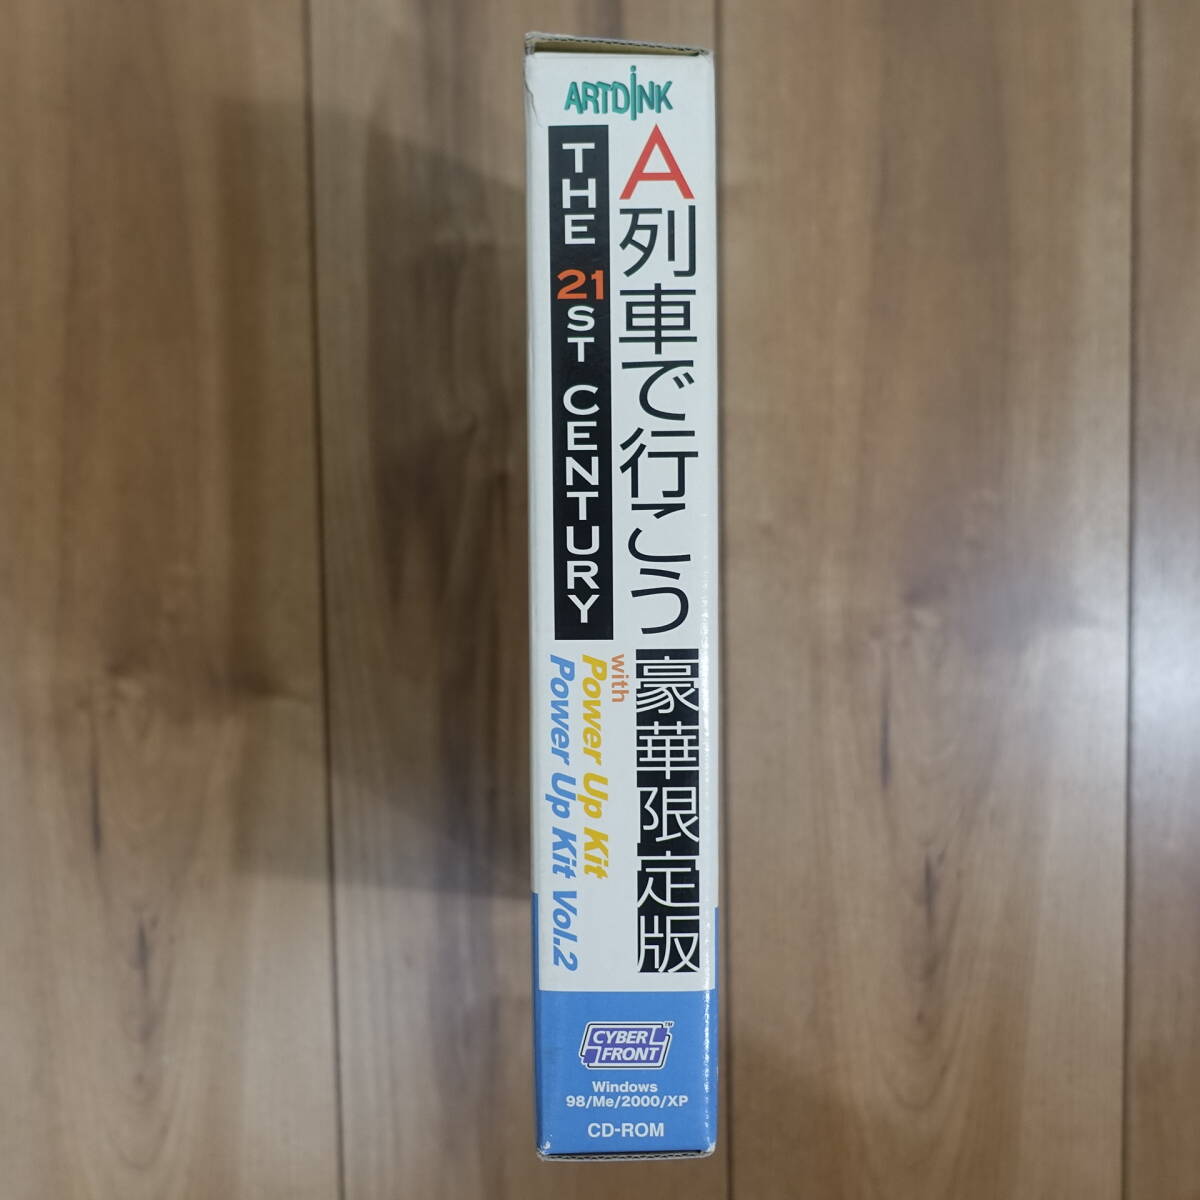 ARTDiNK
A列車で行こう 豪華限定版
THE 21ST CENTURY
with
Power Up Kit
Power Up Kit Vol.2
CYBER
FRONT
TM
Windows
98/Me/2000/XP
CD-ROM